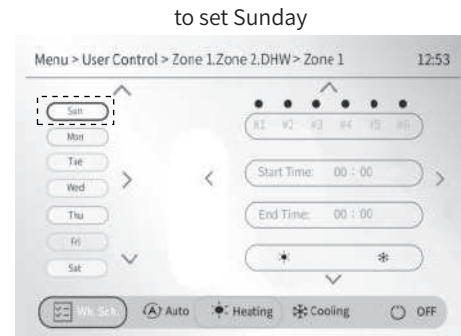 to set Sunday
Menu > User Control > Zone 1.Zone 2.DHW > Zone 1 12:53
Sun
Mon
Tue
Wed
Thu
Fri
Sat
#1 #2 #3 #4 #5 #6
Start Time: 00 : 00
End Time: 00 : 00
Wk. Sch. Auto Heating Cooling OFF